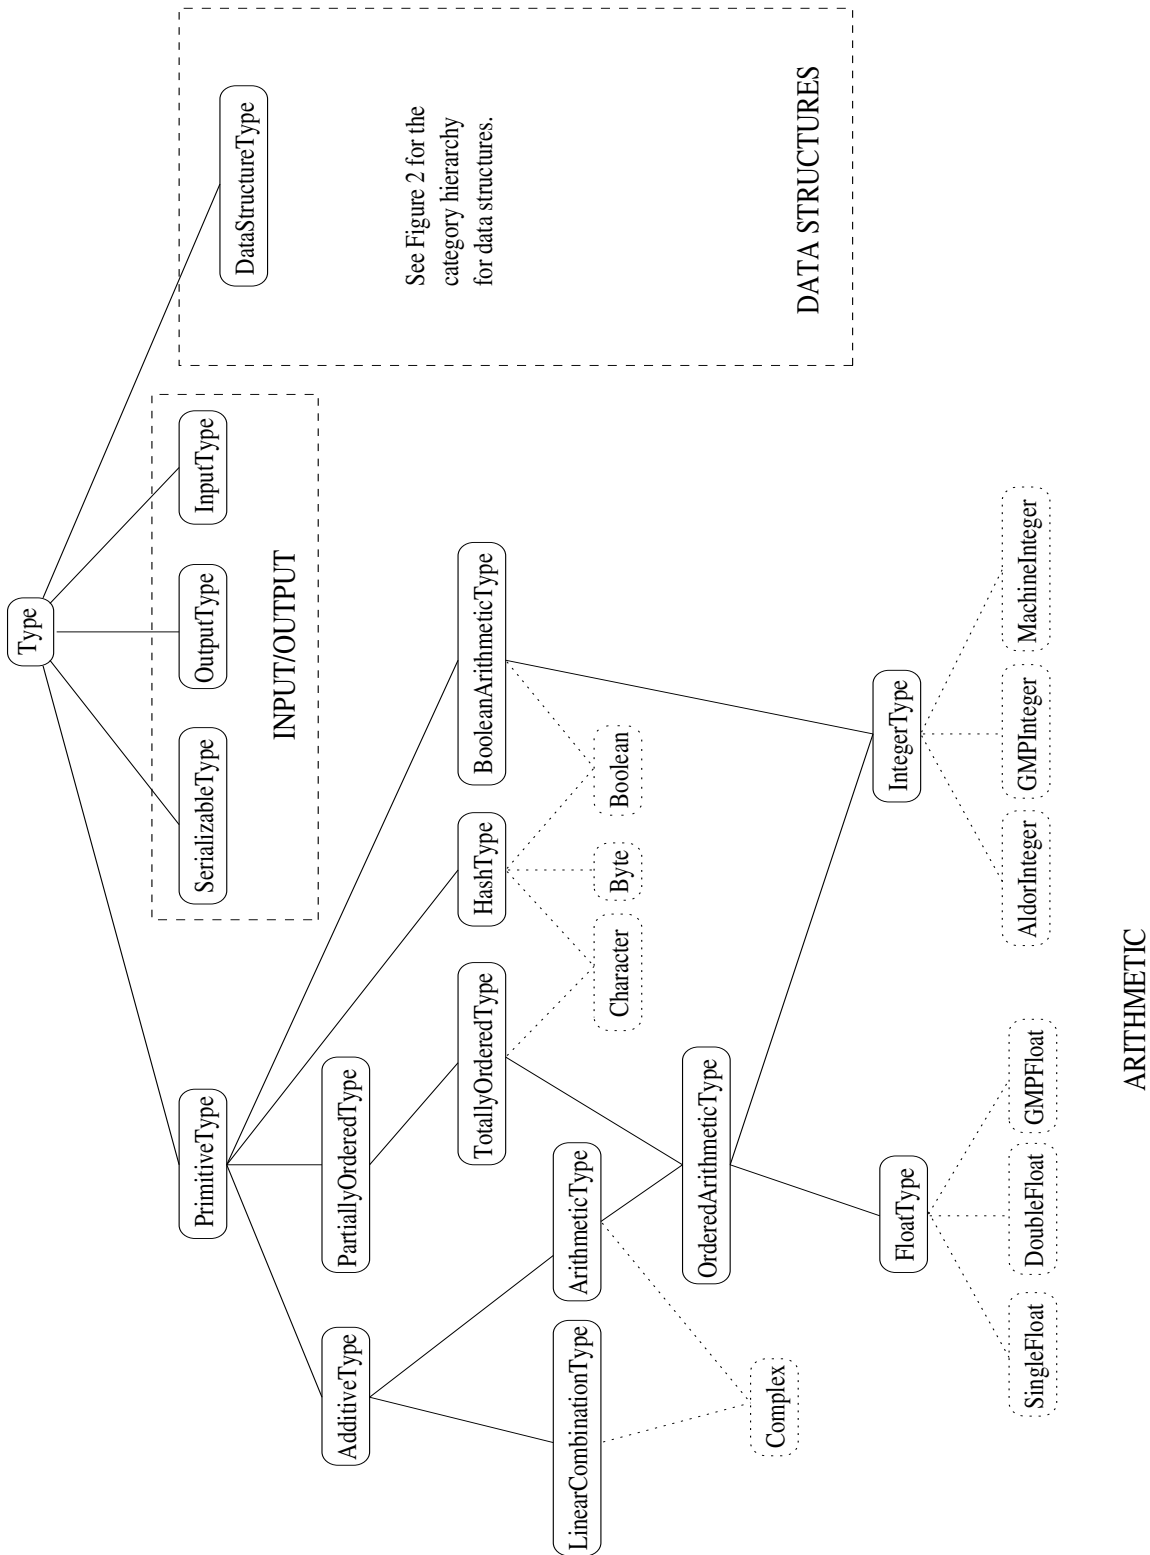 Type
PrimitiveType
SerializableType
OutputType
InputType
DataStructureType
INPUT/OUTPUT
See Figure 2 for the
category hierarchy
for data structures.
DATA STRUCTURES
AdditiveType
PartiallyOrderedType
TotallyOrderedType
HashType
BooleanArithmeticType
LinearCombinationType
ArithmeticType
Character
Byte
Boolean
OrderedArithmeticType
Complex
FloatType
IntegerType
SingleFloat
DoubleFloat
GMPFloat
AldorInteger
GMPInteger
MachineInteger
ARITHMETIC